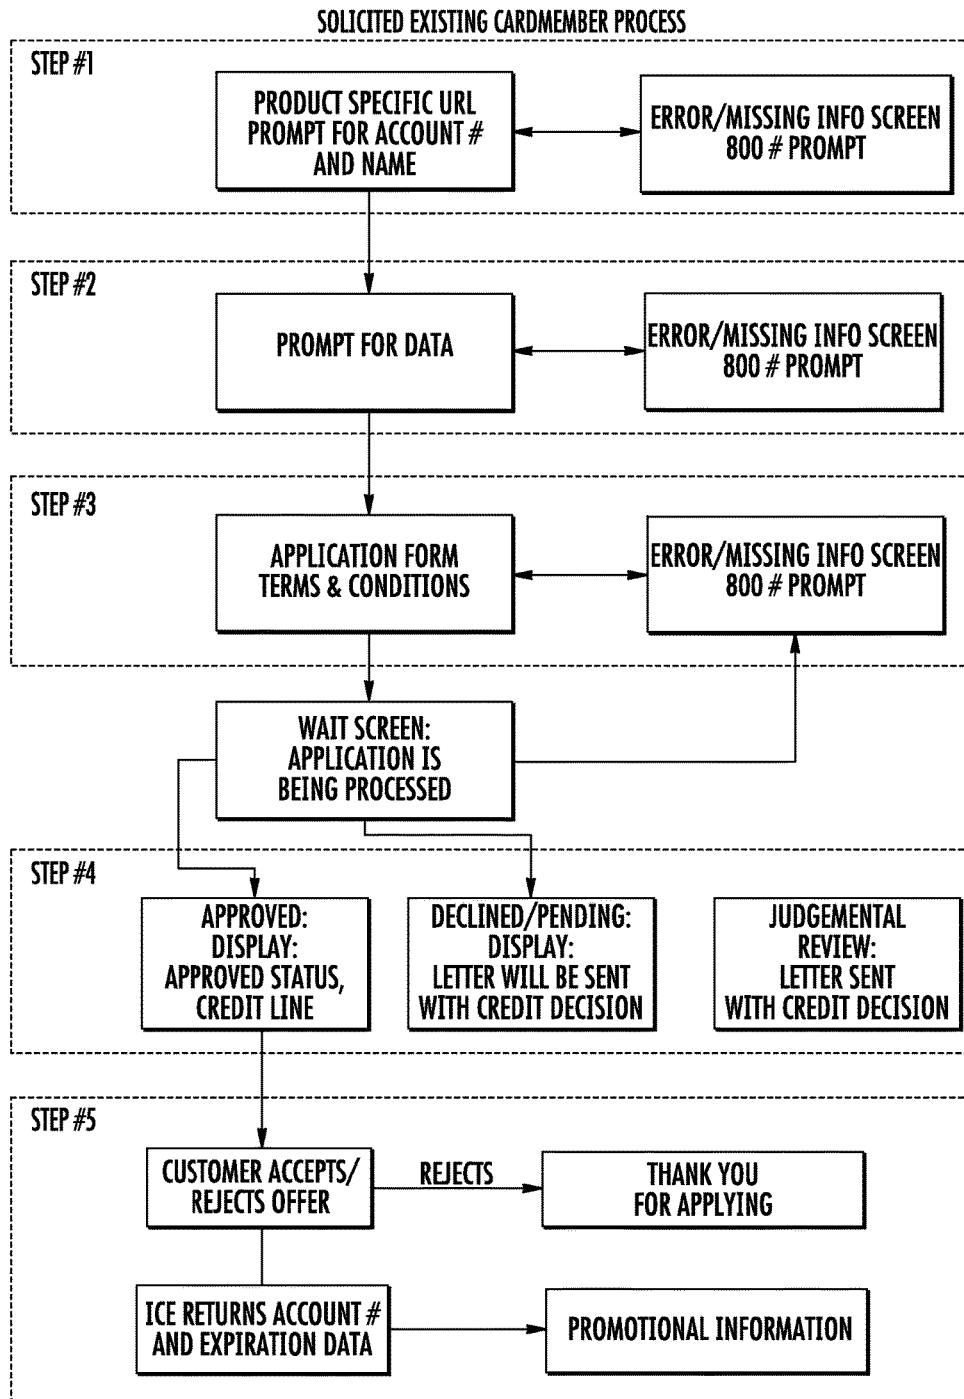 SOLICITED EXISTING CARDMEMBER PROCESS
STEP #1
PRODUCT SPECIFIC URL
PROMPT FOR ACCOUNT #
AND NAME
ERROR/MISSING INFO SCREEN
800 # PROMPT
STEP #2
PROMPT FOR DATA
ERROR/MISSING INFO SCREEN
800 # PROMPT
STEP #3
APPLICATION FORM
TERMS & CONDITIONS
ERROR/MISSING INFO SCREEN
800 # PROMPT
WAIT SCREEN:
APPLICATION IS
BEING PROCESSED
STEP #4
APPROVED:
DISPLAY:
APPROVED STATUS,
CREDIT LINE
DECLINED/PENDING:
DISPLAY:
LETTER WILL BE SENT
WITH CREDIT DECISION
JUDGEMENTAL
REVIEW:
LETTER SENT
WITH CREDIT DECISION
STEP #5
CUSTOMER ACCEPTS/
REJECTS OFFER
REJECTS
THANK YOU
FOR APPLYING
ICE RETURNS ACCOUNT #
AND EXPIRATION DATA
PROMOTIONAL INFORMATION